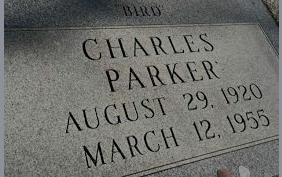 "BIRD"
CHARLES
PARKER
AUGUST 29, 1920
MARCH 12, 1955